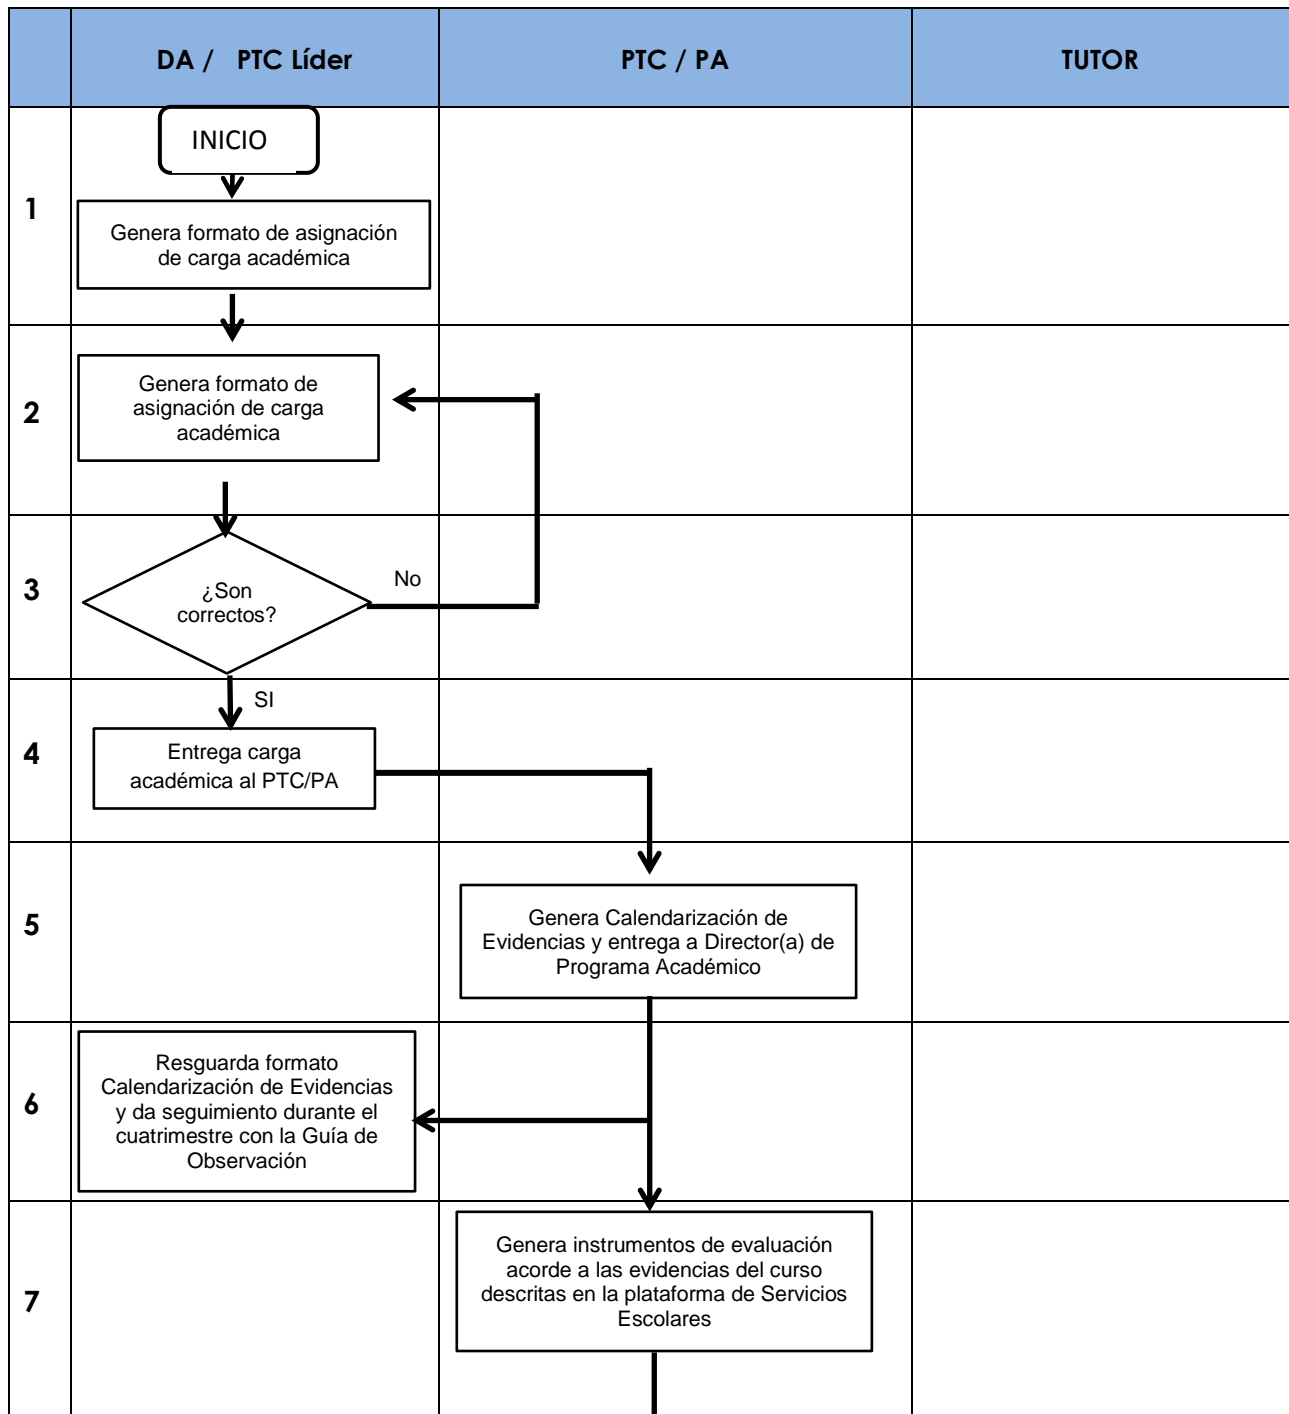 DA /   PTC Líder
PTC / PA
TUTOR
INICIO
1
Genera formato de asignación
de carga académica
2
Genera formato de
asignación de carga
académica
3
¿Son
correctos?
No
SI
4
Entrega carga
académica al PTC/PA
5
Genera Calendarización de
Evidencias y entrega a Director(a) de
Programa Académico
6
Resguarda formato
Calendarización de Evidencias
y da seguimiento durante el
cuatrimestre con la Guía de
Observación
7
Genera instrumentos de evaluación
acorde a las evidencias del curso
descritas en la plataforma de Servicios
Escolares